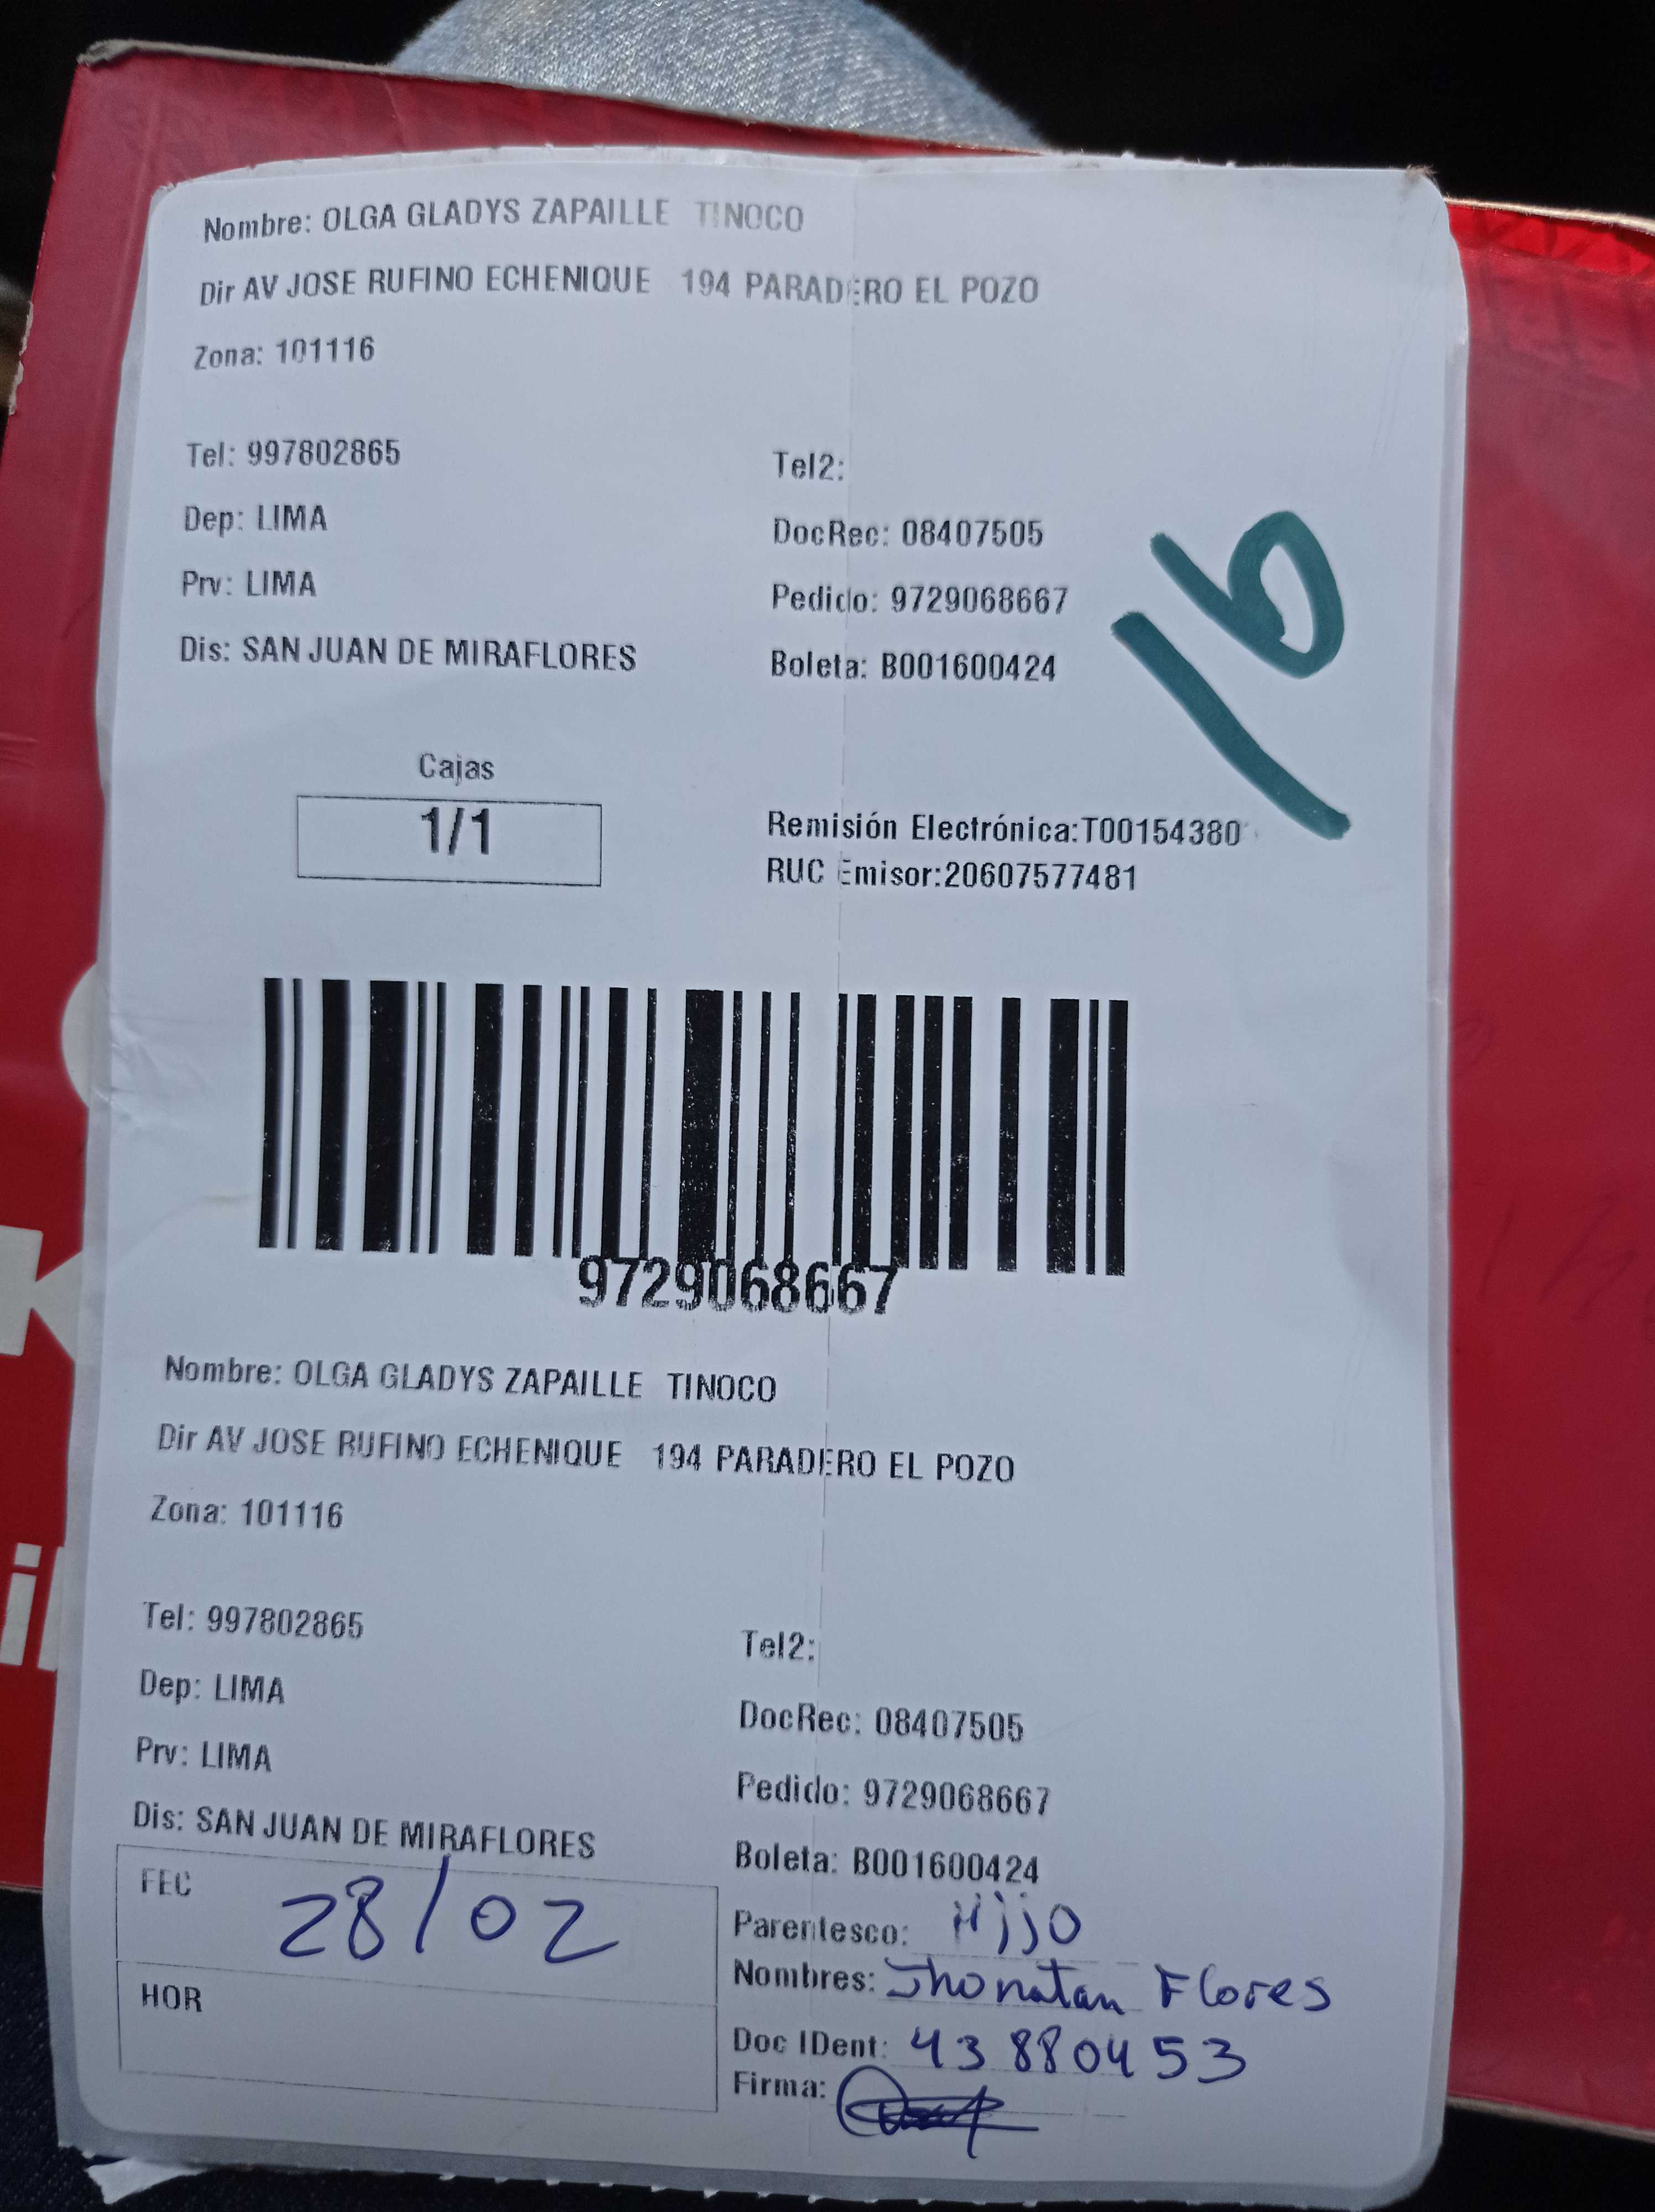 Nombre: OLGA GLADYS ZAPAILLE TINOCO
Dir AV JOSE RUFINO ECHENIQUE 194 PARADERO EL POZO
Zona: 101116
Tel: 997802865
Tel2:
Dep: LIMA
DocRec: 08407505
Prv: LIMA
Pedido: 9729068667
Dis: SAN JUAN DE MIRAFLORES
Boleta: B001600424
16
Cajas
1/1
Remisión Electrónica:T00154380
RUC Emisor:20607577481
9729068667
Nombre: OLGA GLADYS ZAPAILLE TINOCO
Dir AV JOSE RUFINO ECHENIQUE 194 PARADERO EL POZO
Zona: 101116
Tel: 997802865
Tel2:
Dep: LIMA
DocRec: 08407505
Prv: LIMA
Pedido: 9729068667
Dis: SAN JUAN DE MIRAFLORES
Boleta: B001600424
FEC 28/02
HOR
Parentesco: Hijo
Nombres: Jhonatan Flores
Doc IDent: 43880453
Firma: